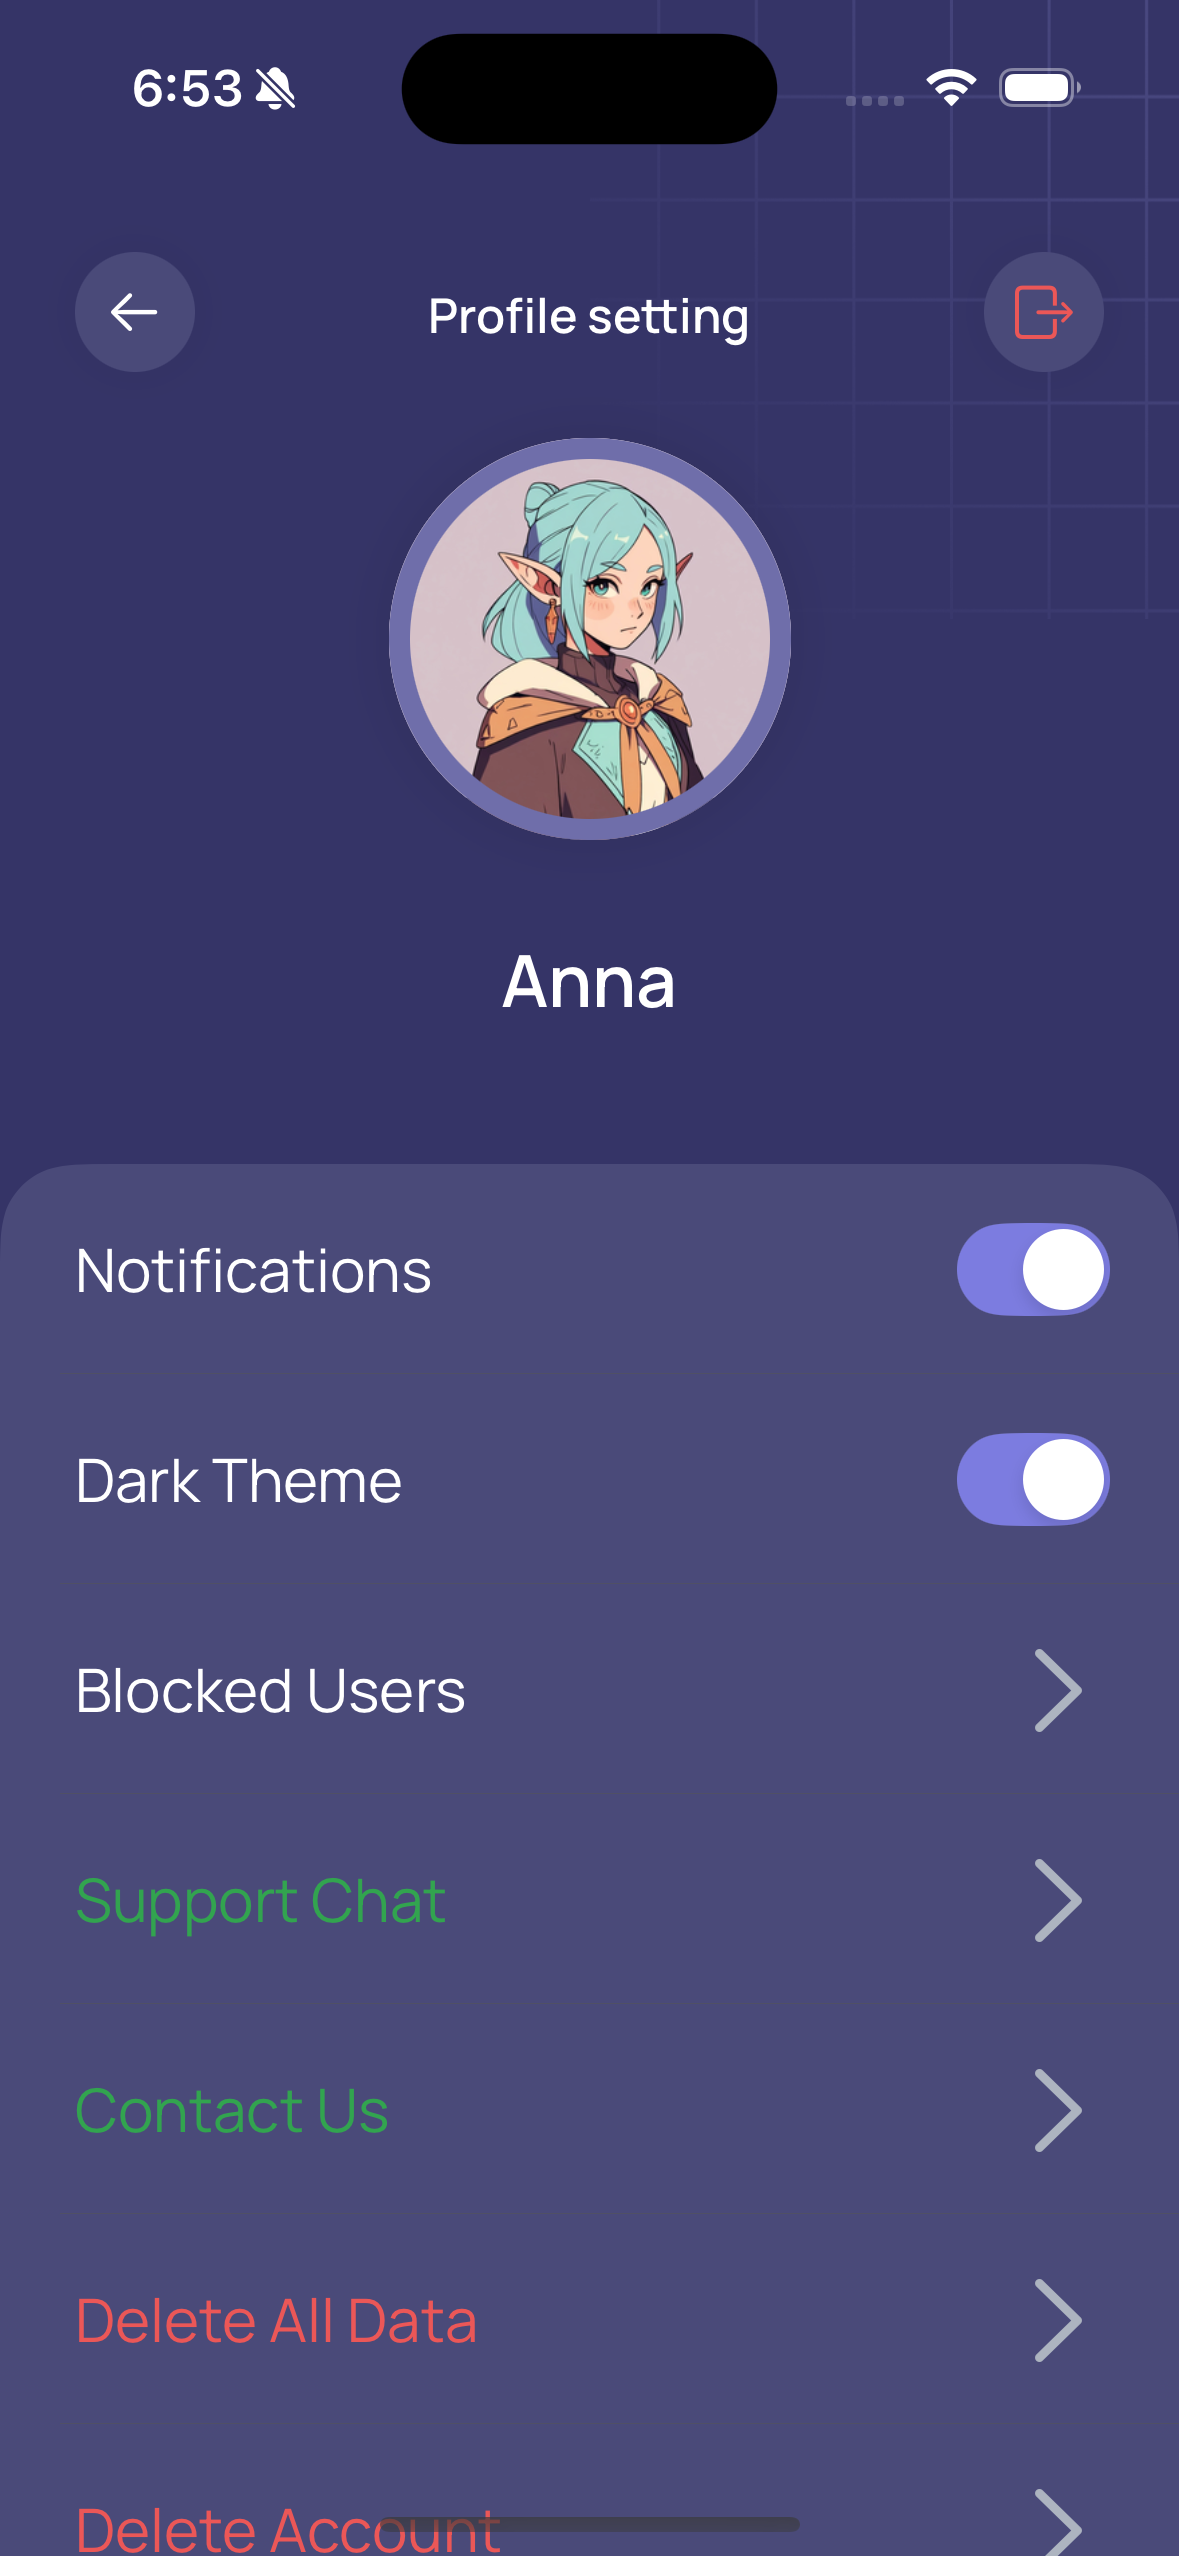 6:53
Profile setting
Anna
Notifications
Dark Theme
Blocked Users
Support Chat
Contact Us
Delete All Data
Delete Account